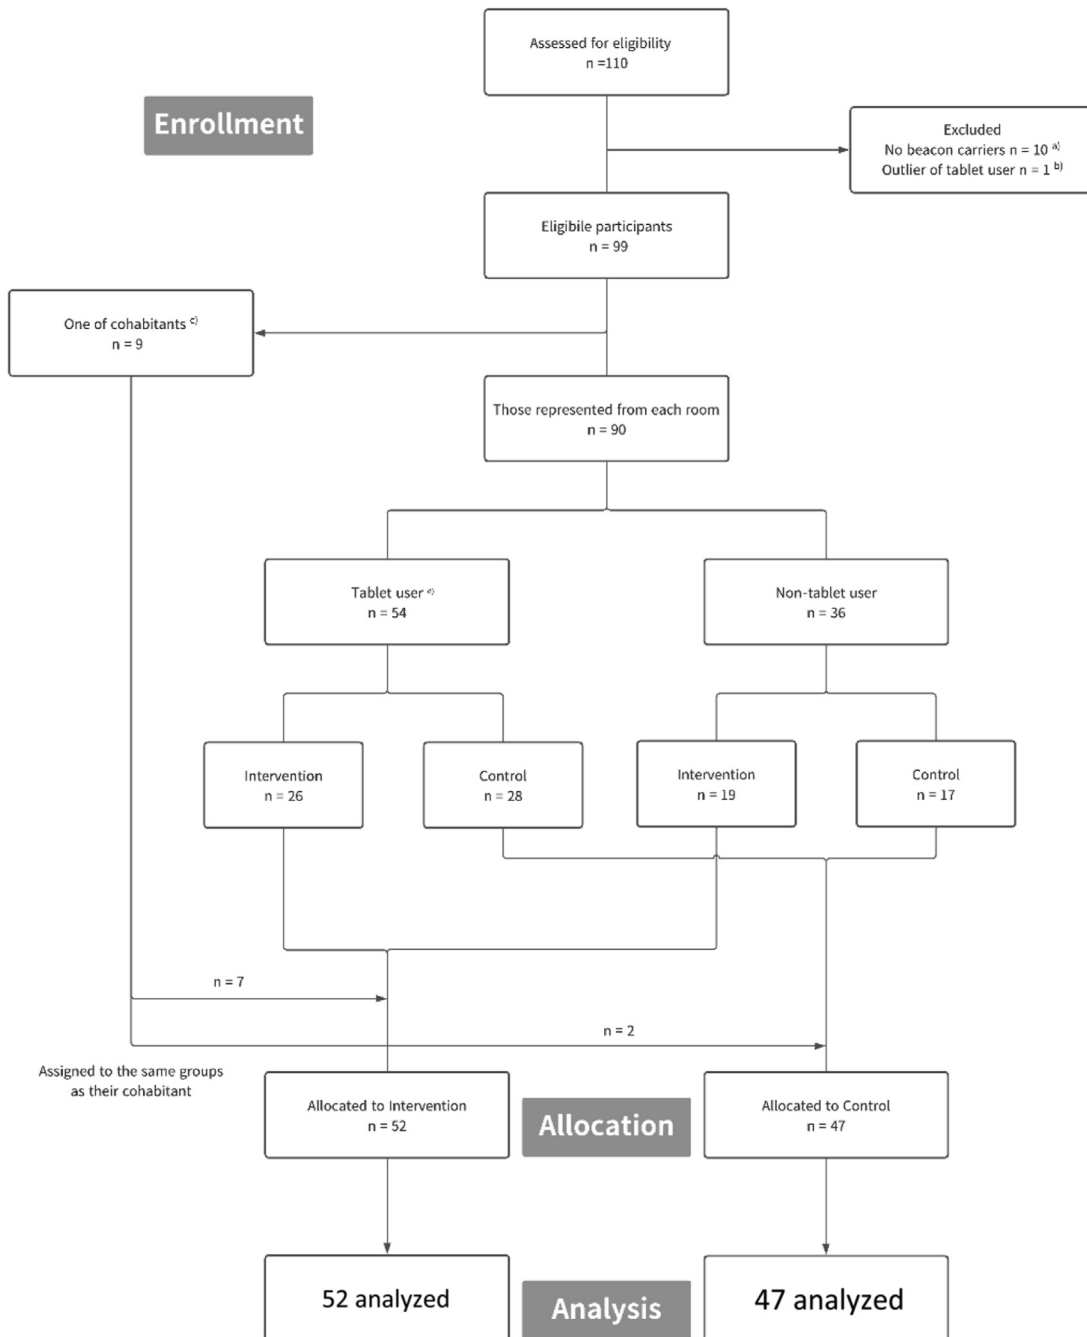 Assessed for eligibility
n =110
Enrollment
Excluded
No beacon carriers n = 10 a)
Outlier of tablet user n = 1 b)
Eligibile participants
n = 99
One of cohabitants c)
n = 9
Those represented from each room
n = 90
Tablet user e)
n = 54
Non-tablet user
n = 36
Intervention
n = 26
Control
n = 28
Intervention
n = 19
Control
n = 17
n = 7
n = 2
Assigned to the same groups
as their cohabitant
Allocated to Intervention
n = 52
Allocation
Allocated to Control
n = 47
52 analyzed
Analysis
47 analyzed